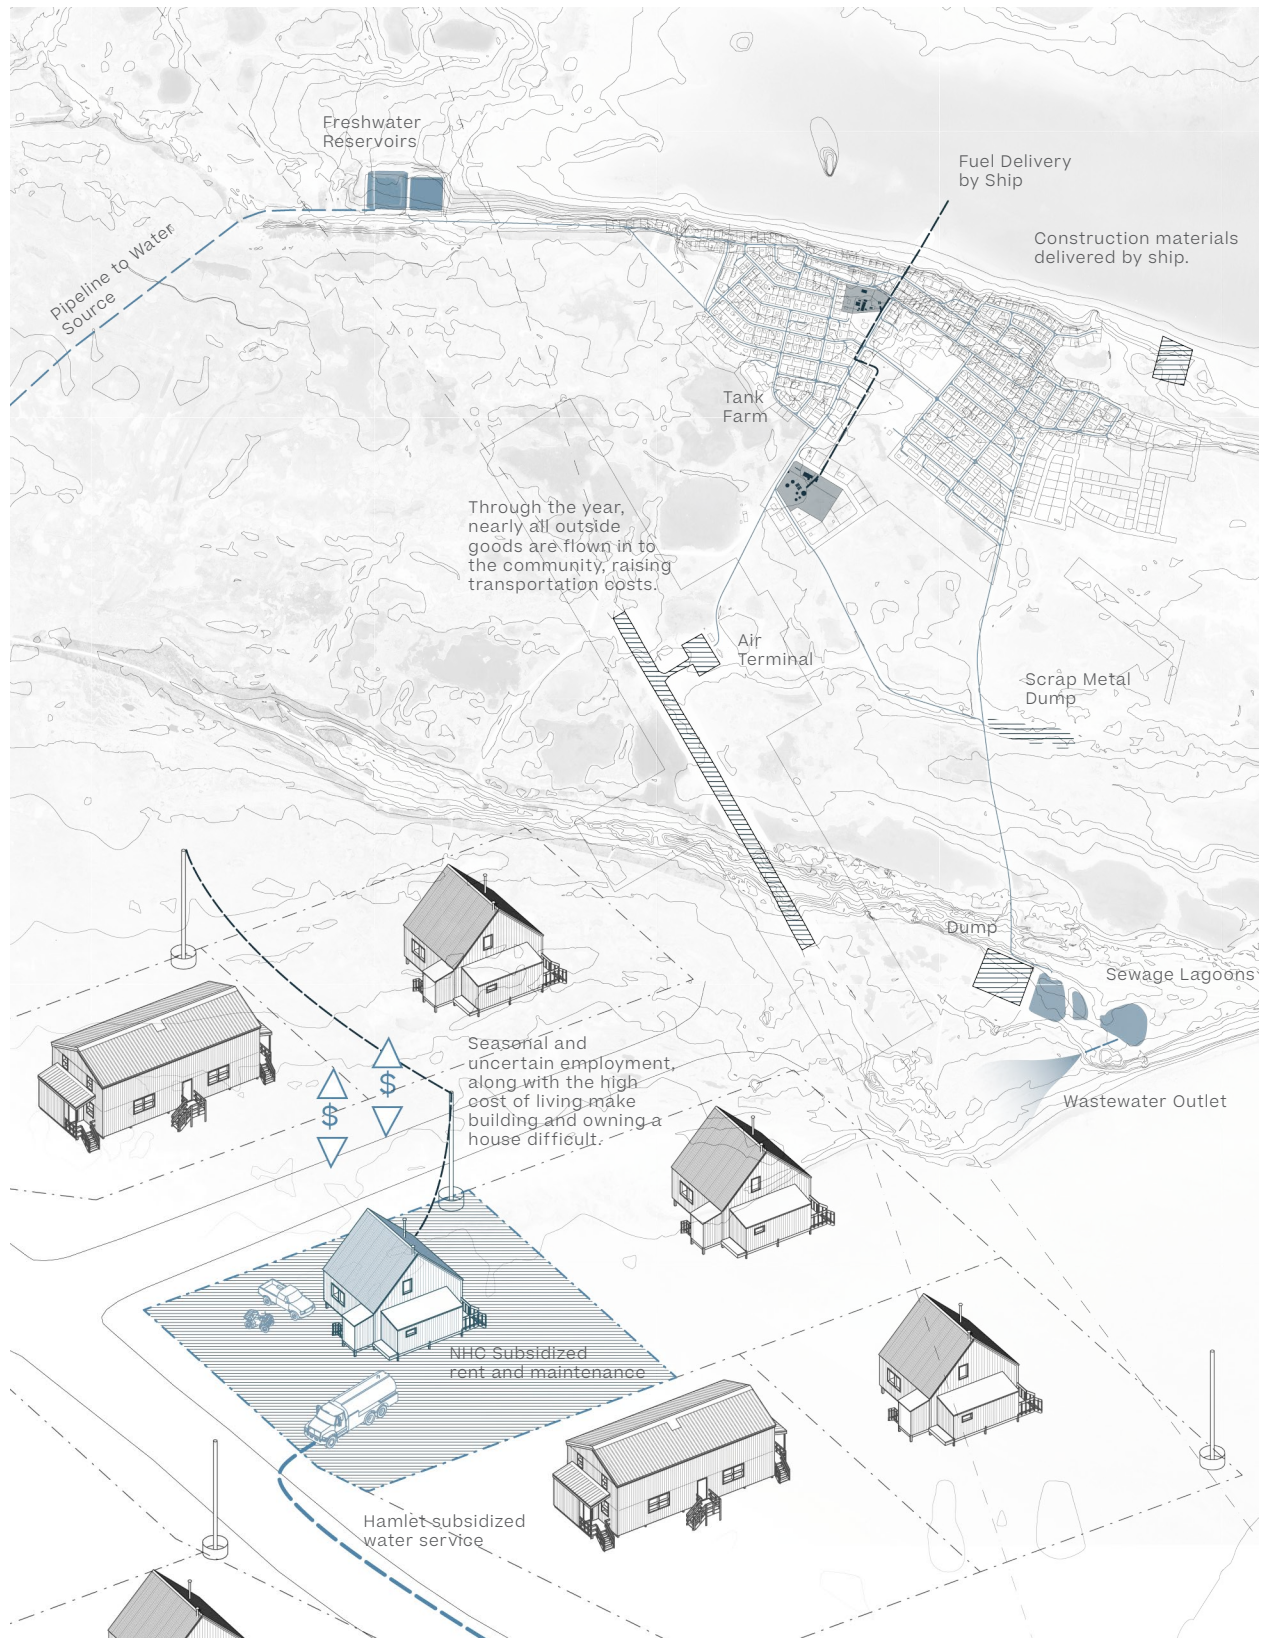 Freshwater
Reservoirs
Fuel Delivery
by Ship
Pipeline to Water
Source
Construction materials
delivered by ship.
Tank
Farm
Through the year,
nearly all outside
goods are flown in to
the community, raising
transportation costs.
Air
Terminal
Scrap Metal
Dump
Dump
Sewage Lagoons
Seasonal and
uncertain employment,
along with the high
cost of living make
building and owning a
house difficult.
$
$
Wastewater Outlet
NHC Subsidized
rent and maintenance
Hamlet subsidized
water service